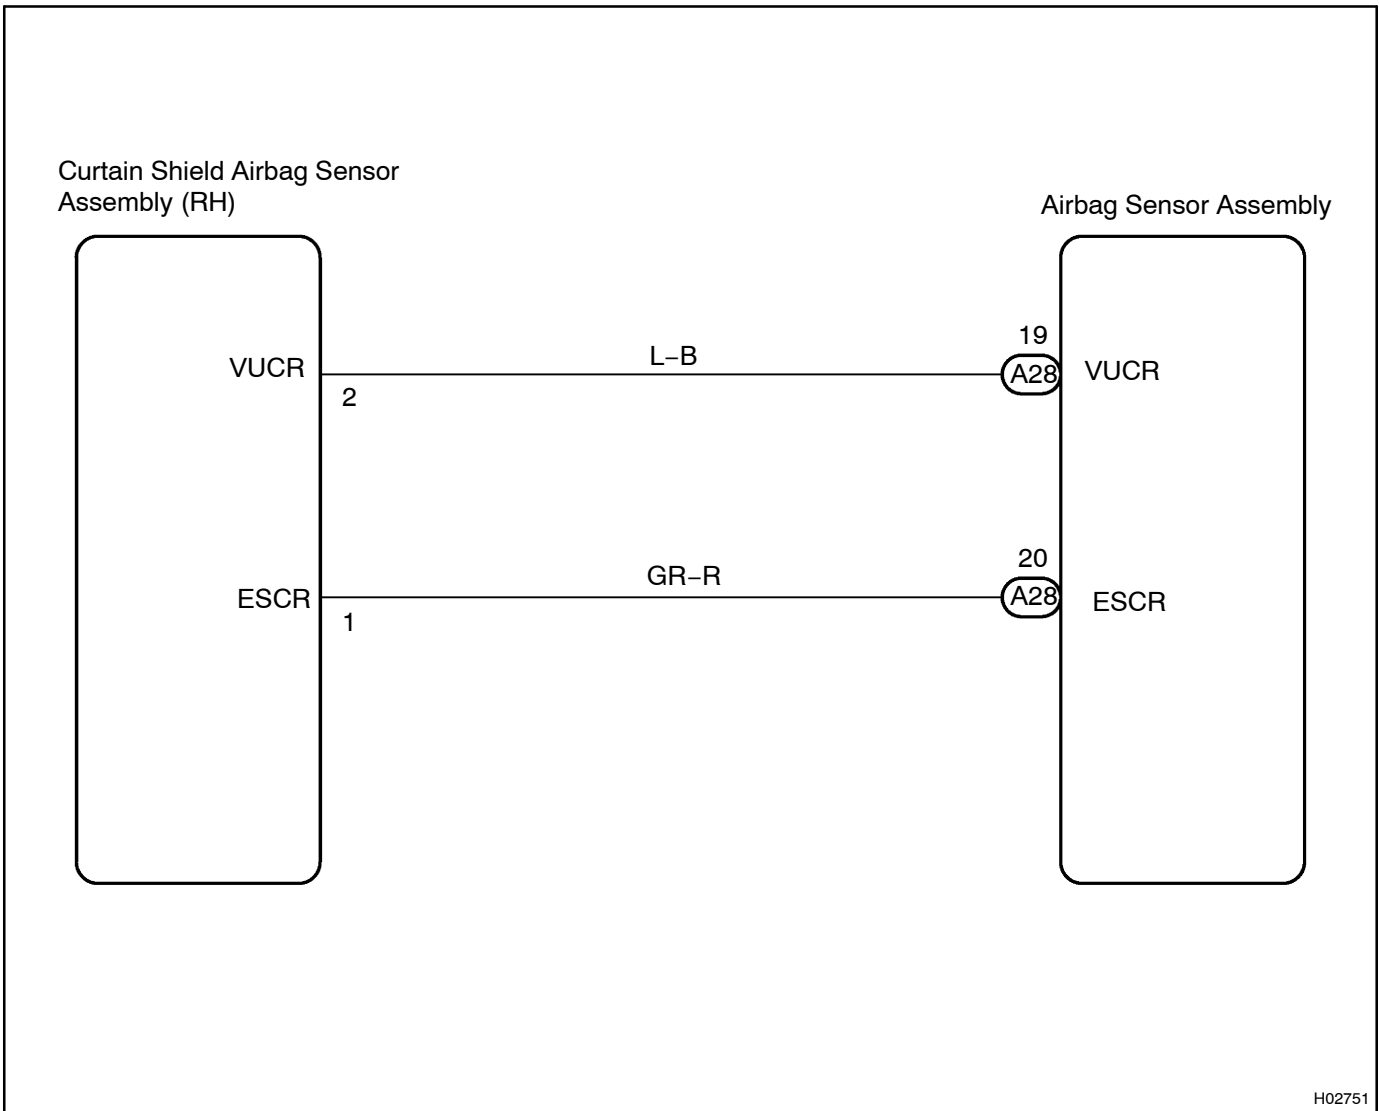 Curtain Shield Airbag Sensor
Assembly (RH)
Airbag Sensor Assembly
VUCR
2
L−B
19
A28
VUCR
ESCR
1
GR−R
20
A28
ESCR
H02751